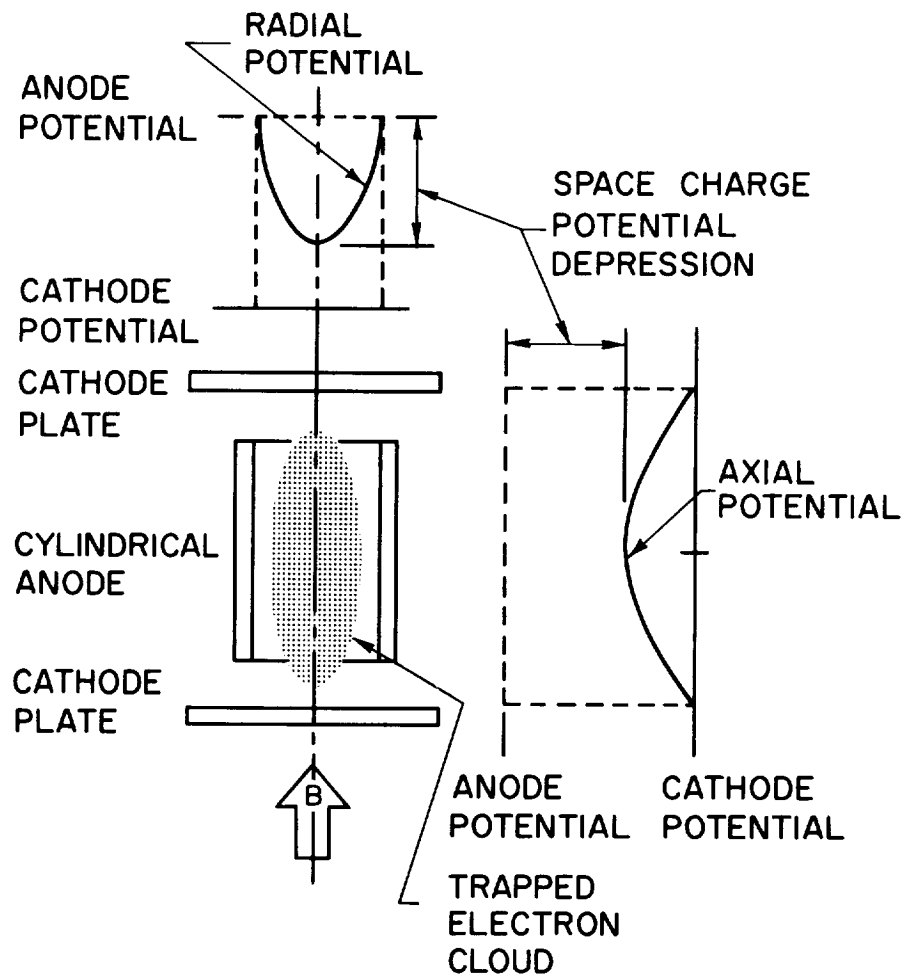 RADIAL
POTENTIAL
ANODE
POTENTIAL
SPACE CHARGE
POTENTIAL
DEPRESSION
CATHODE
POTENTIAL
CATHODE
PLATE
AXIAL
POTENTIAL
CYLINDRICAL
ANODE
CATHODE
PLATE
B
ANODE
POTENTIAL
CATHODE
POTENTIAL
TRAPPED
ELECTRON
CLOUD